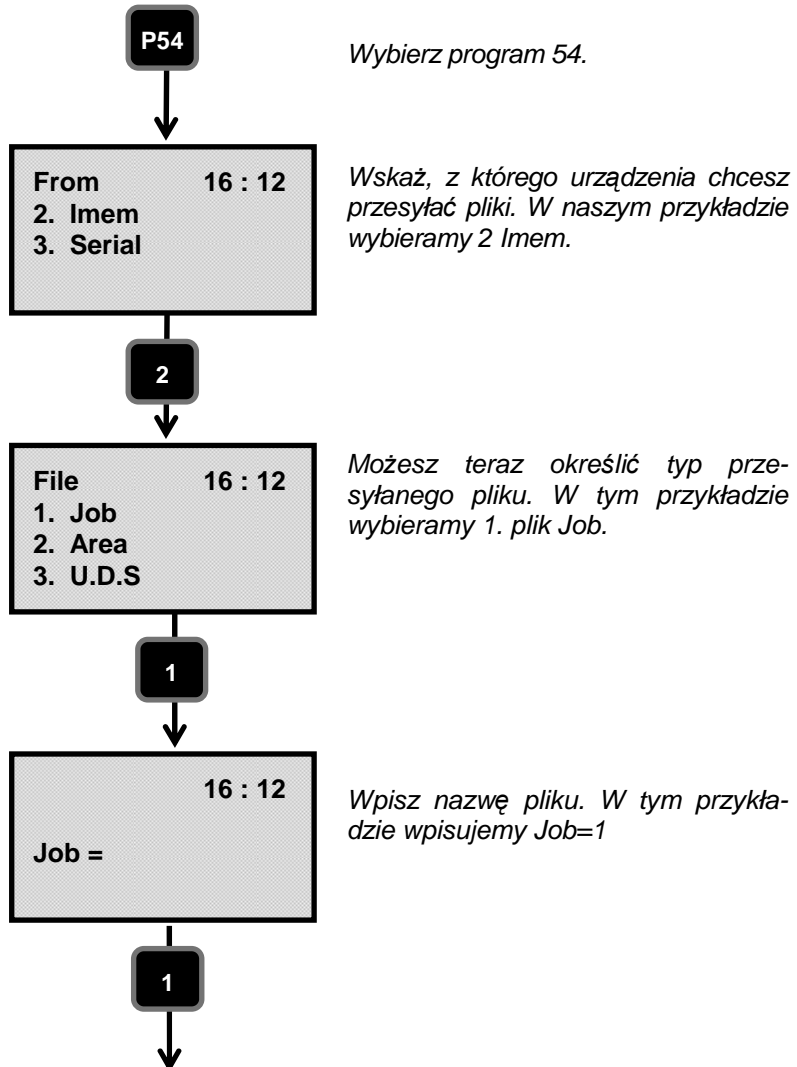 P54
Wybierz program 54.
From 16 : 12
2. Imem
3. Serial
Wskaż, z którego urządzenia chcesz
przesyłać pliki. W naszym przykładzie
wybieramy 2 Imem.
2
File 16 : 12
1. Job
2. Area
3. U.D.S
Możesz teraz określić typ prze-
syłanego pliku. W tym przykładzie
wybieramy 1. plik Job.
1
16 : 12
Job =
Wpisz nazwę pliku. W tym przykła-
dzie wpisujemy Job=1
1